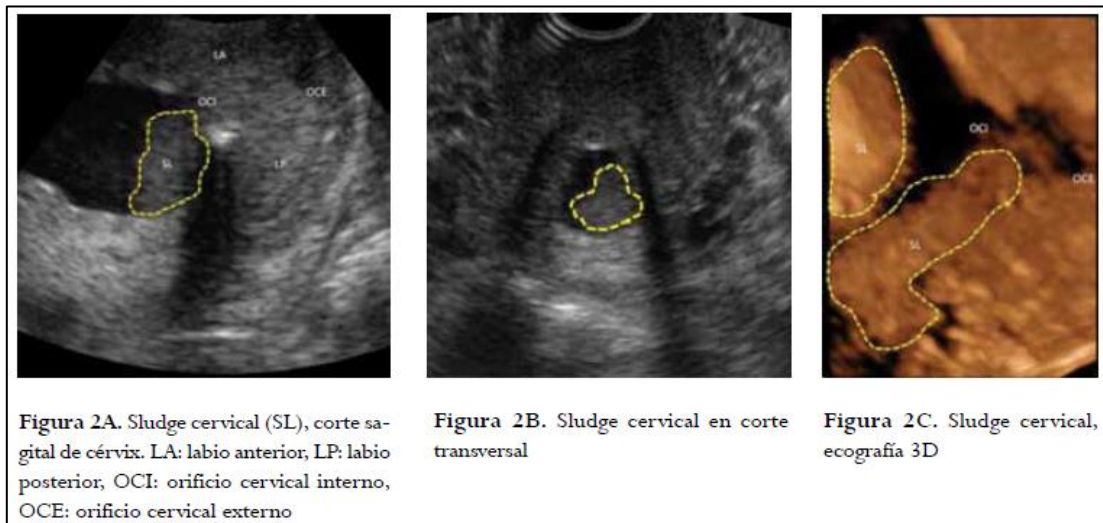 LA
OCI
OCE
SL
LP
SL
OCI
OCE
SL
Figura 2A. Sludge cervical (SL), corte sa-
gital de cérvix. LA: labio anterior, LP: labio
posterior, OCI: orificio cervical interno,
OCE: orificio cervical externo
Figura 2B. Sludge cervical en corte
transversal
Figura 2C. Sludge cervical,
ecografía 3D